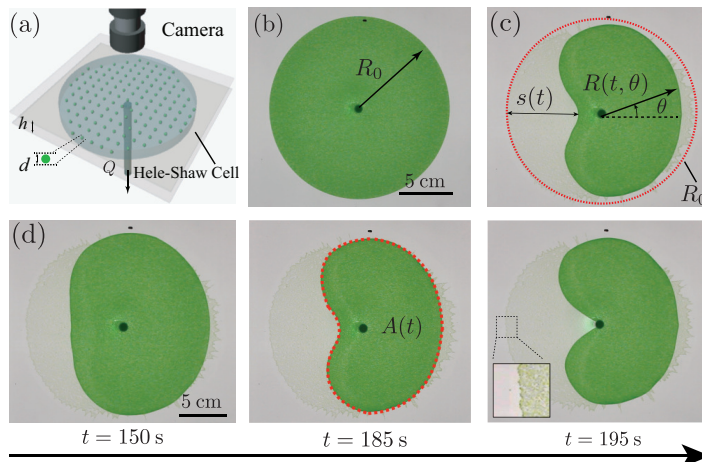 (a)
Camera
h
d
Q
Hele-Shaw Cell
(b)
R₀
5 cm
(c)
s(t)
R(t, θ)
θ
R₀
(d)
5 cm
A(t)
t = 150 s
t = 185 s
t = 195 s